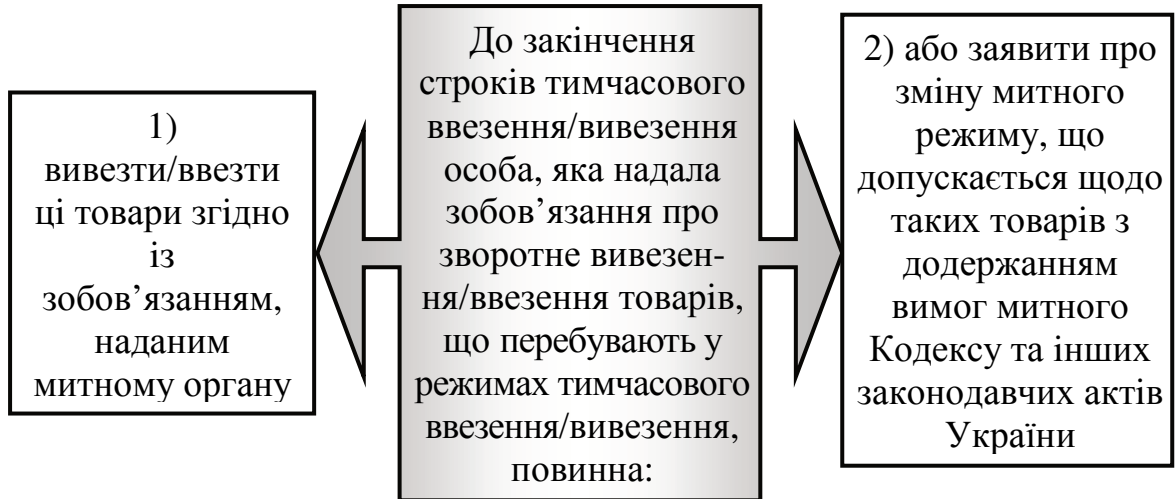 До закінчення
строків тимчасового
ввезення/вивезення
особа, яка надала
зобов’язання про
зворотне вивезен-
ня/ввезення товарів,
що перебувають у
режимах тимчасового
ввезення/вивезення,
повинна:
1)
вивезти/ввезти
ці товари згідно
із
зобов’язанням,
наданим
митному органу
2) або заявити про
зміну митного
режиму, що
допускається щодо
таких товарів з
додержанням
вимог митного
Кодексу та інших
законодавчих актів
України